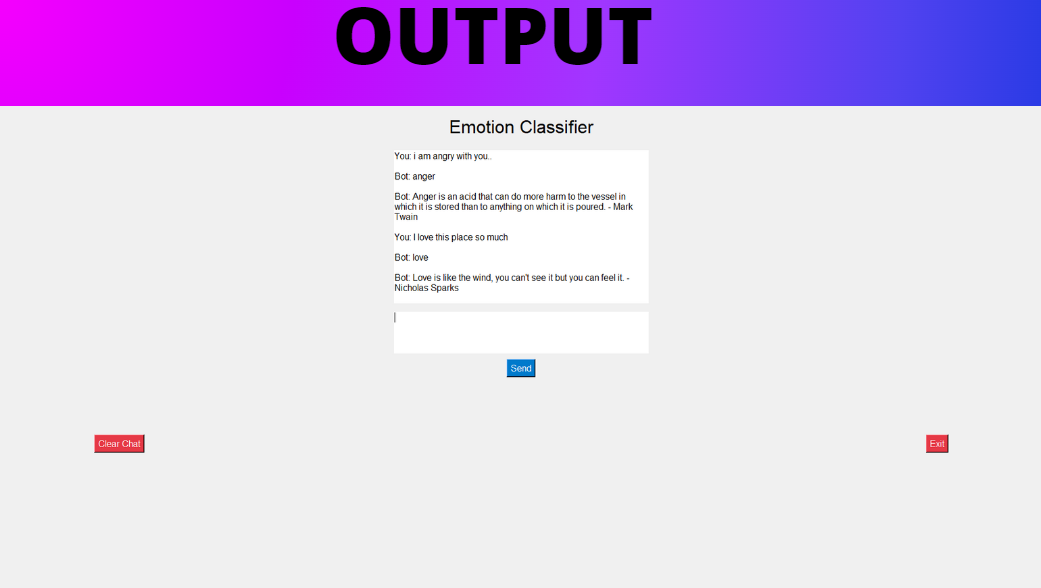 OUTPUT
Emotion Classifier
You: i am angry with you..
Bot: anger
Bot: Anger is an acid that can do more harm to the vessel in
which it is stored than to anything on which it is poured. - Mark
Twain
You: I love this place so much
Bot: love
Bot: Love is like the wind, you can't see it but you can feel it. -
Nicholas Sparks
Send
Clear Chat
Exit